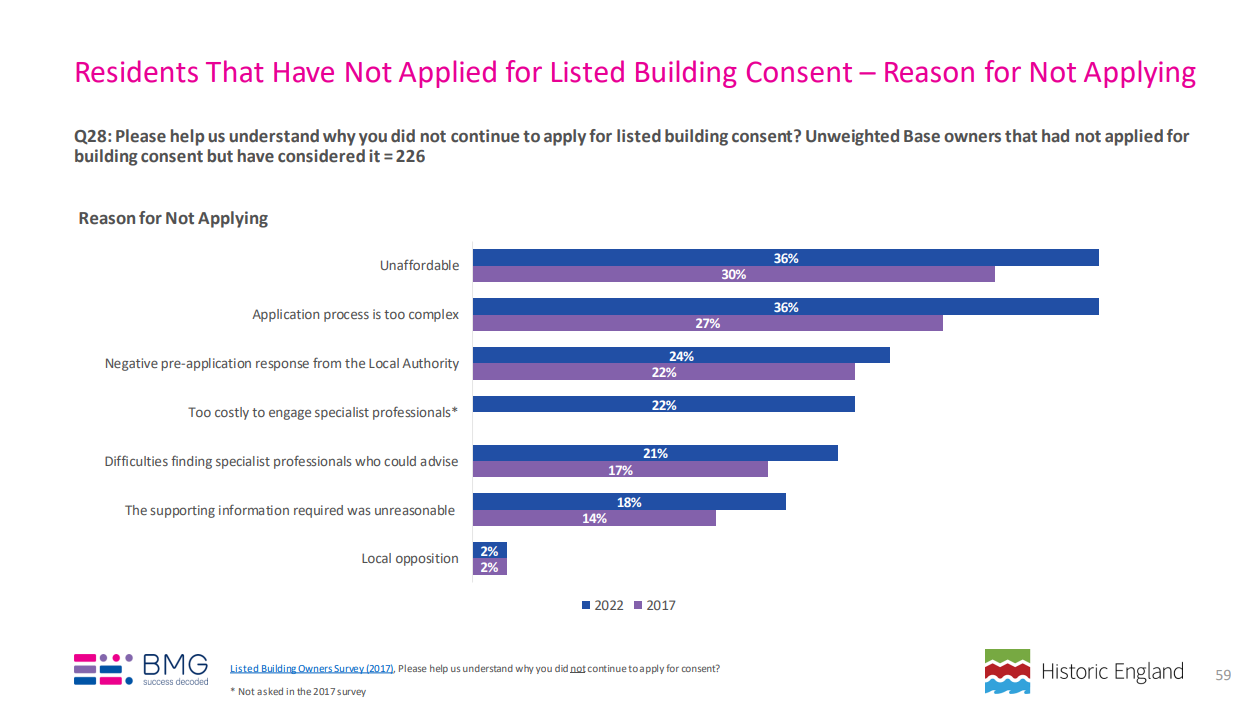 Residents That Have Not Applied for Listed Building Consent – Reason for Not Applying
Q28: Please help us understand why you did not continue to apply for listed building consent? Unweighted Base owners that had not applied for
building consent but have considered it = 226
Reason for Not Applying
Unaffordable
36%
30%
Application process is too complex
36%
27%
Negative pre-application response from the Local Authority
24%
22%
Too costly to engage specialist professionals*
22%
Difficulties finding specialist professionals who could advise
21%
17%
The supporting information required was unreasonable
18%
14%
Local opposition
2%
2%
2022 2017
BMG
success decoded
Listed Building Owners Survey (2017), Please help us understand why you did not continue to apply for consent?
* Not asked in the 2017 survey
Historic England
59